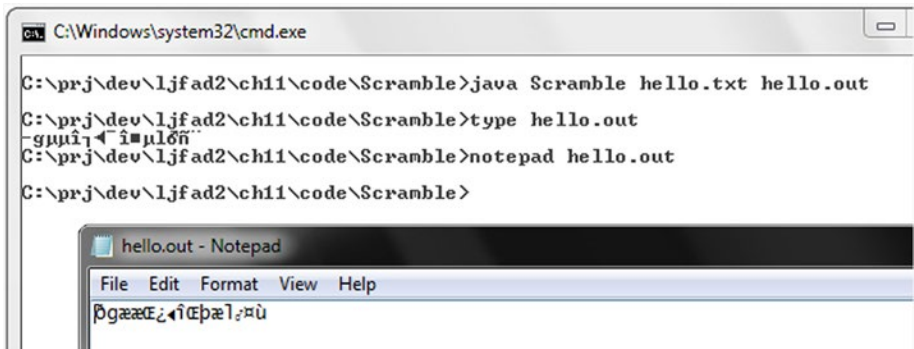 C:\Windows\system32\cmd.exe
C:\prj\dev\ljfad2\ch11\code\Scramble>java Scramble hello.txt hello.out
C:\prj\dev\ljfad2\ch11\code\Scramble>type hello.out
C:\prj\dev\ljfad2\ch11\code\Scramble>notepad hello.out
C:\prj\dev\ljfad2\ch11\code\Scramble>
hello.out - Notepad
File Edit Format View Help